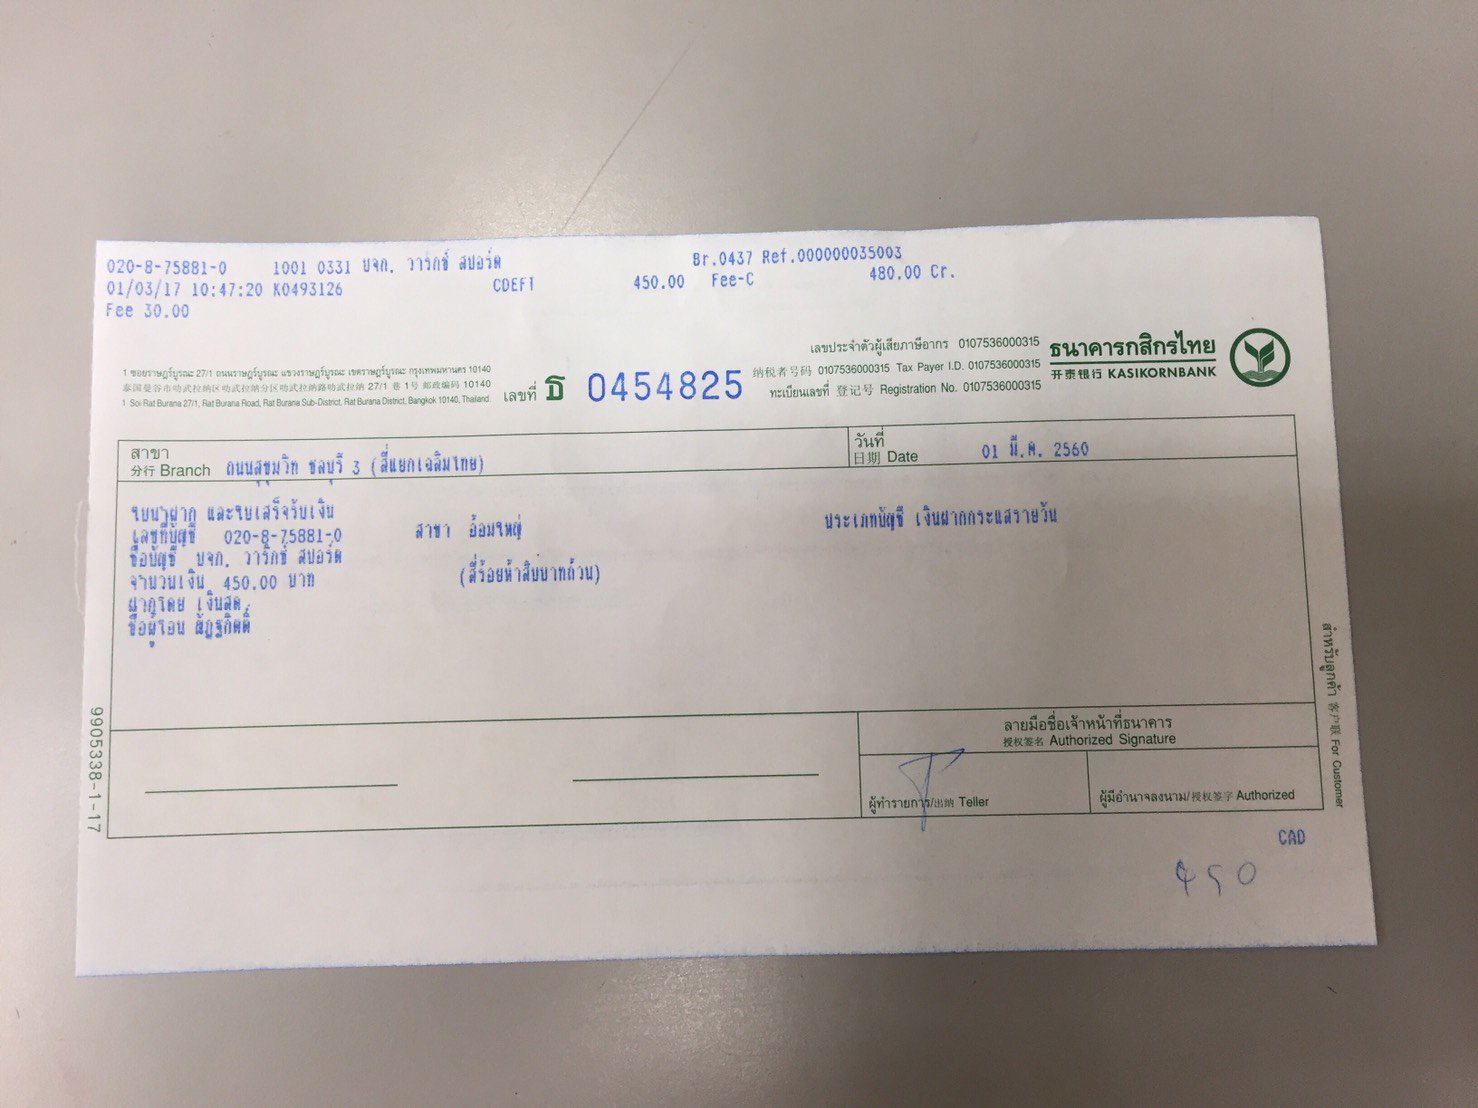 020-8-75881-0 1001 0331 บจก. วาริกซ์ สปอร์ต Br.0437 Ref.000000035003
01/03/17 10:47:20 K0493126 CDEFT 450.00 Fee-C 480.00 Cr.
Fee 30.00
เลขประจำตัวผู้เสียภาษีอากร 0107536000315
纳税者号码 0107536000315 Tax Payer I.D. 0107536000315
ทะเบียนเลขที่ 登记号 Registration No. 0107536000315
ธนาคารกสิกรไทย
开泰银行 KASIKORNBANK
1 ซอยราษฎร์บูรณะ 27/1 ถนนราษฎร์บูรณะ แขวงราษฎร์บูรณะ เขตราษฎร์บูรณะ กรุงเทพมหานคร 10140
泰国曼谷市叻武拉纳区叻武拉纳分区叻武拉纳路叻武拉纳 27/1 巷 1号 邮政编码 10140
1 Soi Rat Burana 27/1, Rat Burana Road, Rat Burana Sub-District, Rat Burana District, Bangkok 10140, Thailand.
เลขที่ ธ 0454825
สาขา
分行 Branch ถนนสุขุมวิท ชลบุรี 3 (สี่แยกเฉลิมไทย)
วันที่
日期 Date 01 มี.ค. 2560
ใบนำฝาก และใบเสร็จรับเงิน
เลขที่บัญชี 020-8-75881-0 สาขา อ้อมใหญ่ ประเภทบัญชี เงินฝากกระแสรายวัน
ชื่อบัญชี บจก. วาริกซ์ สปอร์ต
จำนวนเงิน 450.00 บาท (สี่ร้อยห้าสิบบาทถ้วน)
ฝากโดย เงินสด
ชื่อผู้โอน ณัฏฐกิตติ์
ลายมือชื่อเจ้าหน้าที่ธนาคาร
授权签名 Authorized Signature
ผู้ทำรายการ/出纳 Teller
ผู้มีอำนาจลงนาม/授权签字 Authorized
สำหรับลูกค้า 客户联 For Customer
9905338-1-17
CAD
450